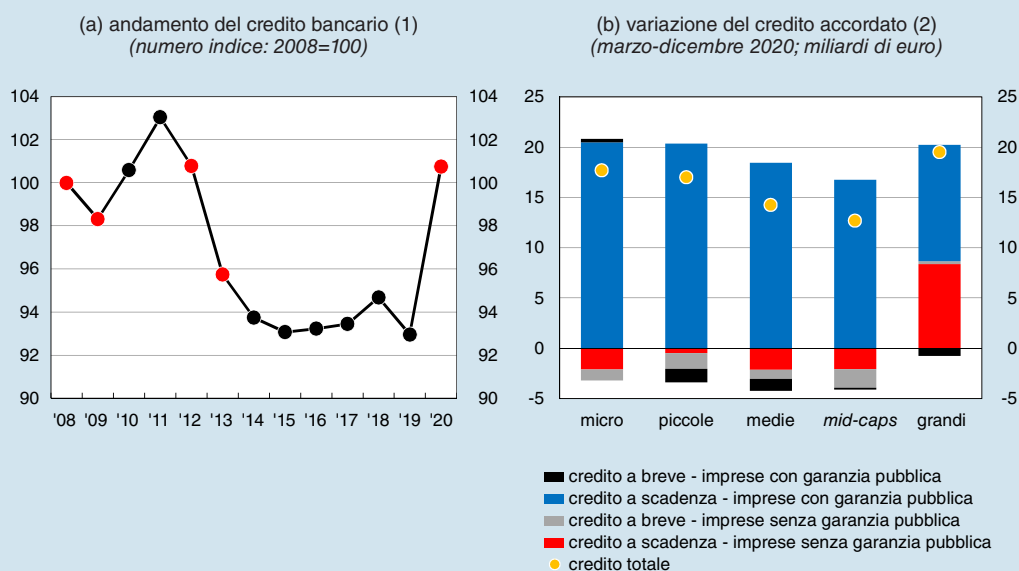 (a) andamento del credito bancario (1)
(numero indice: 2008=100)
104
102
100
98
96
94
92
90
104
102
100
98
96
94
92
90
'08 '09 '10 '11 '12 '13 '14 '15 '16 '17 '18 '19 '20
(b) variazione del credito accordato (2)
(marzo-dicembre 2020; miliardi di euro)
25
20
15
10
5
0
-5
25
20
15
10
5
0
-5
micro piccole medie mid-caps grandi
credito a breve - imprese con garanzia pubblica
credito a scadenza - imprese con garanzia pubblica
credito a breve - imprese senza garanzia pubblica
credito a scadenza - imprese senza garanzia pubblica
credito totale